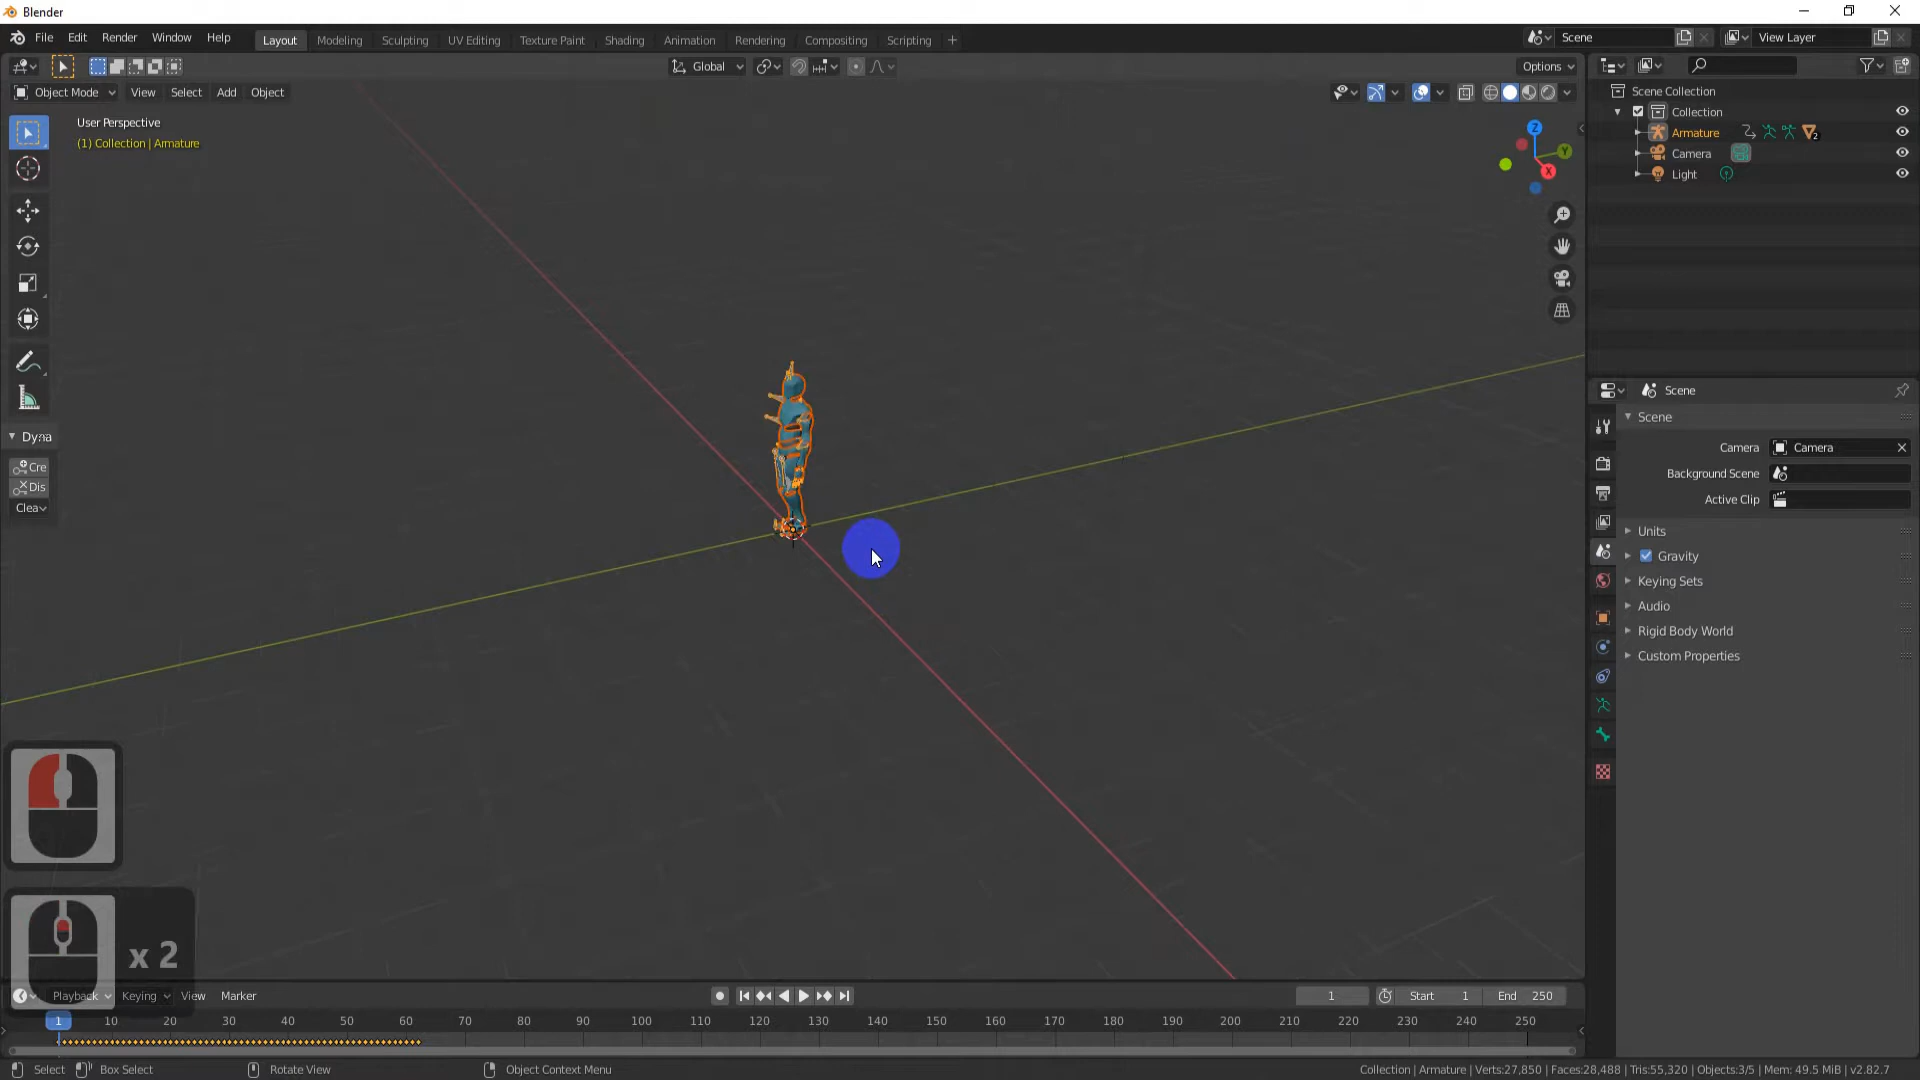 Blender
File Edit Render Window Help Layout Modeling Sculpting UV Editing Texture Paint Shading Animation Rendering Compositing Scripting + Scene View Layer
Global Options
Object Mode View Select Add Object
User Perspective
(1) Collection | Armature
Z
Y
X
Scene Collection
Collection
Armature 2
Camera
Light
Scene
Scene
Camera Camera
Background Scene
Active Clip
Units
Gravity
Keying Sets
Audio
Rigid Body World
Custom Properties
Dyna
Cre
Dis
Clea
x 2
Playback Keying View Marker 1 Start 1 End 250
1 10 20 30 40 50 60 70 80 90 100 110 120 130 140 150 160 170 180 190 200 210 220 230 240 250
Select Box Select Rotate View Object Context Menu Collection | Armature | Verts:27,850 | Faces:28,488 | Tris:55,320 | Objects:3/5 | Mem: 49.5 MiB | v2.82.7